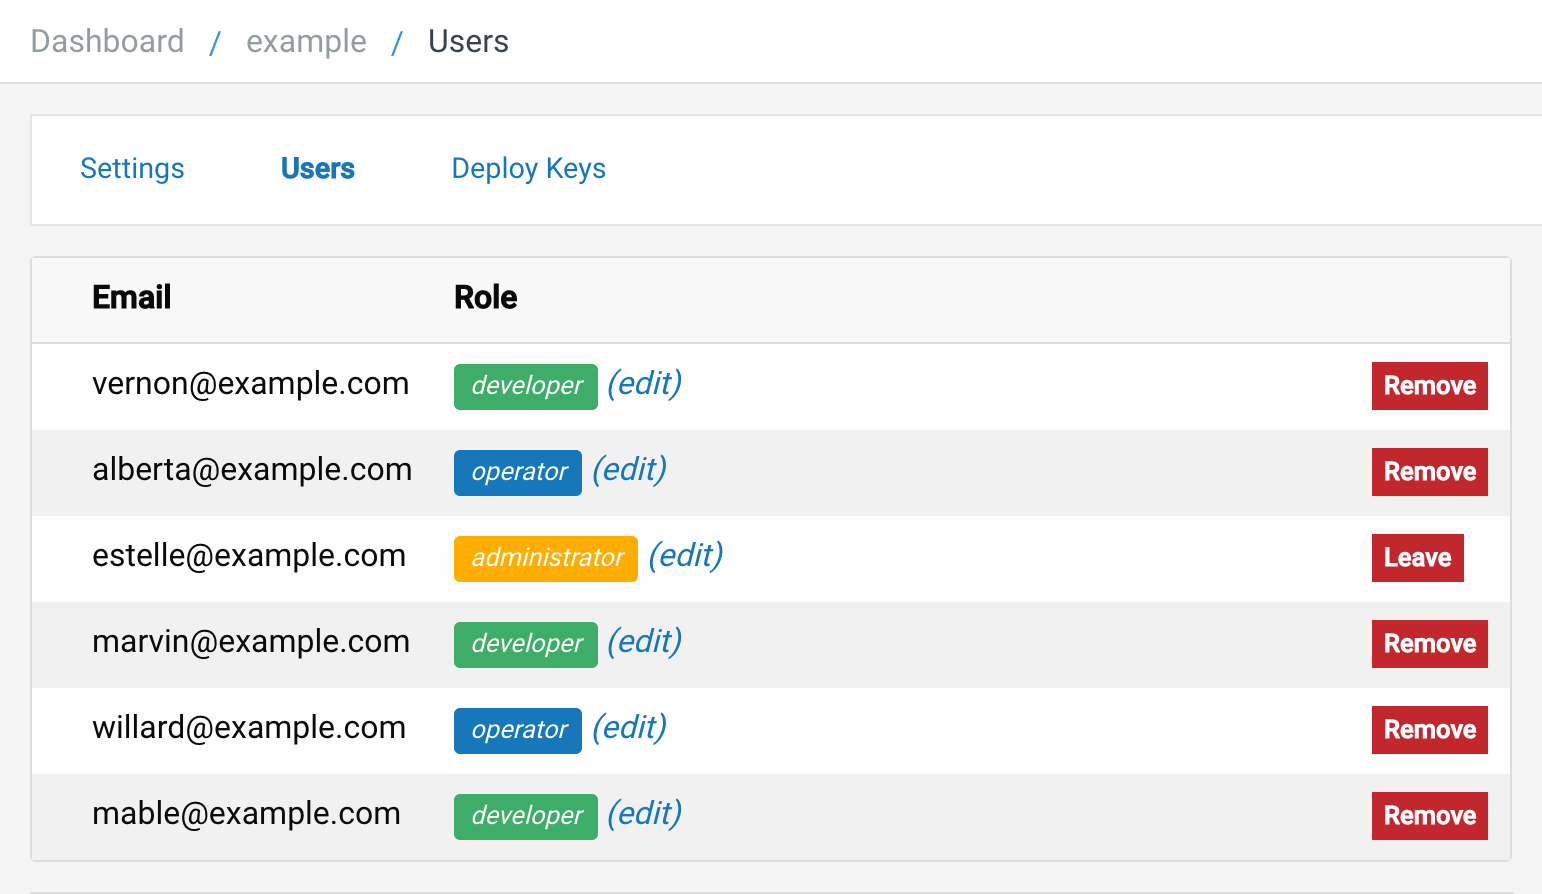 Dashboard / example / Users
Settings Users Deploy Keys
Email Role
vernon@example.com developer (edit) Remove
alberta@example.com operator (edit) Remove
estelle@example.com administrator (edit) Leave
marvin@example.com developer (edit) Remove
willard@example.com operator (edit) Remove
mable@example.com developer (edit) Remove